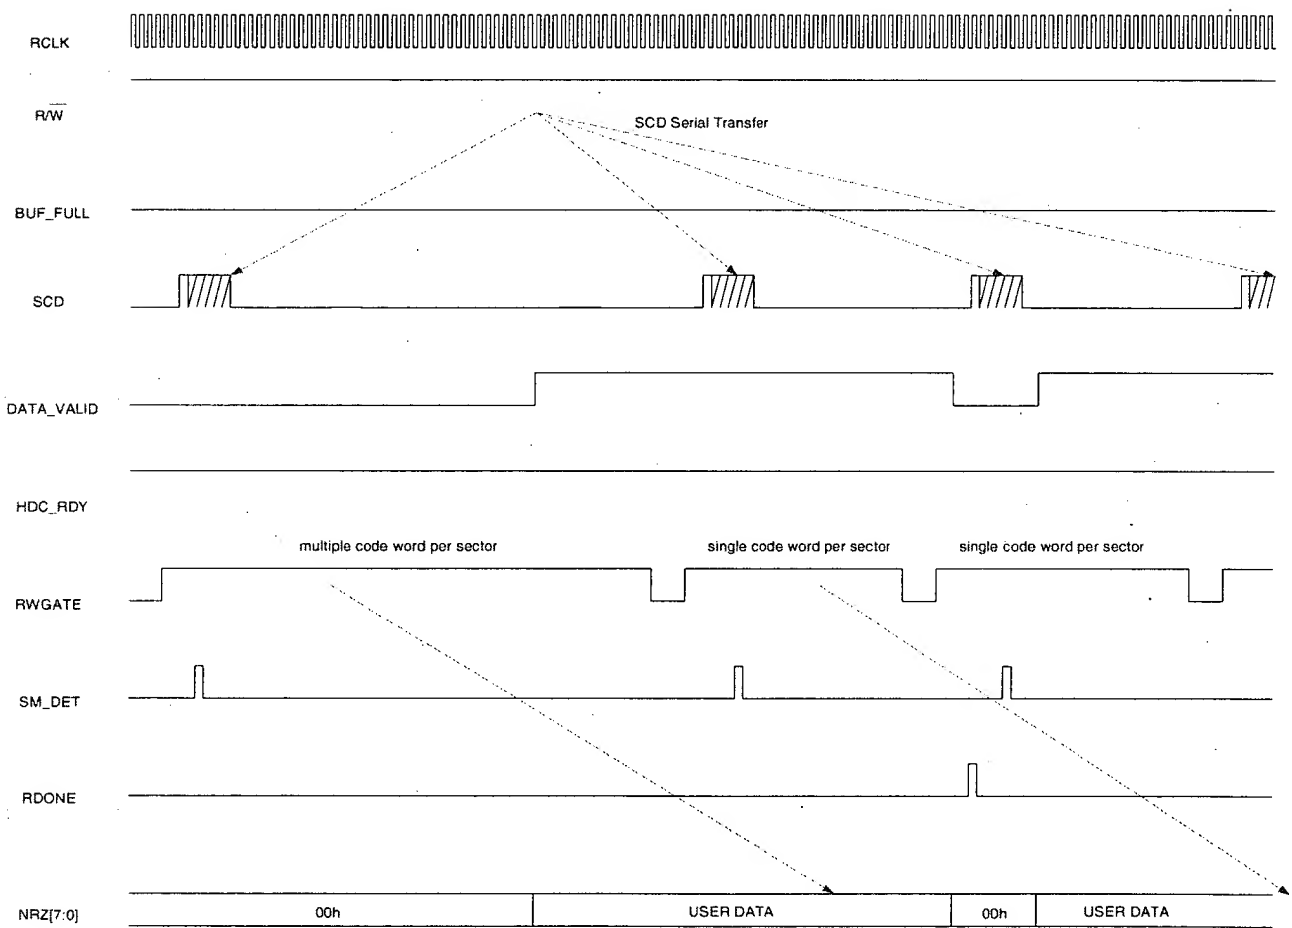 RCLK
R/W
SCD Serial Transfer
BUF_FULL
SCD
DATA_VALID
HDC_RDY
multiple code word per sector single code word per sector single code word per sector
RWGATE
SM_DET
RDONE
NRZ[7:0] 00h USER DATA 00h USER DATA